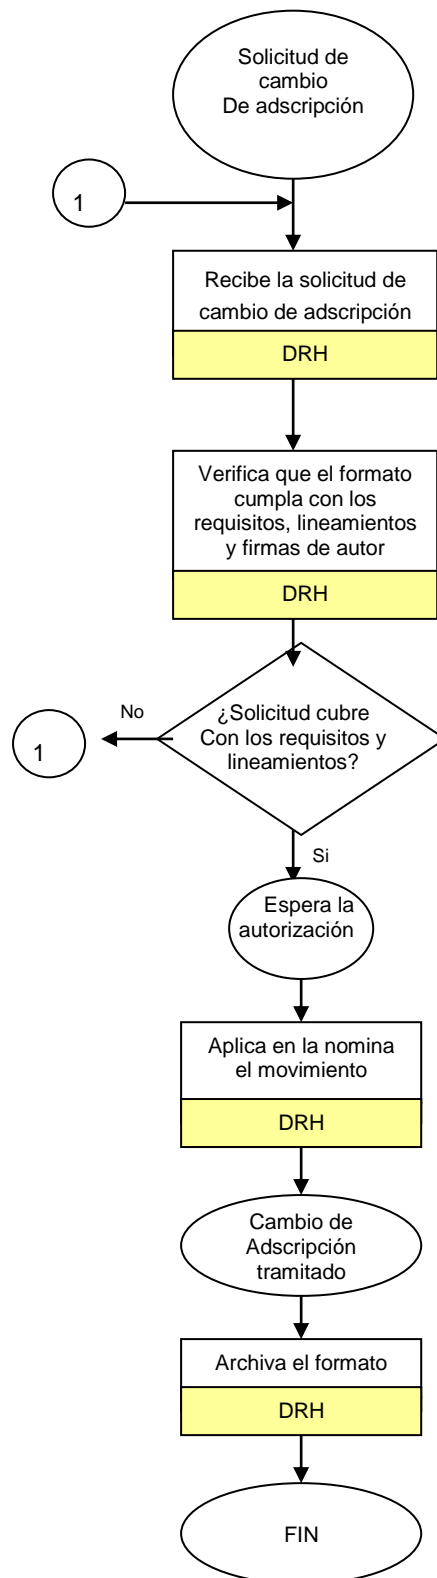 Solicitud de
cambio
De adscripción
1
Recibe la solicitud de
cambio de adscripción
DRH
Verifica que el formato
cumpla con los
requisitos, lineamientos
y firmas de autor
DRH
¿Solicitud cubre
Con los requisitos y
lineamientos?
No
1
Si
Espera la
autorización
Aplica en la nomina
el movimiento
DRH
Cambio de
Adscripción
tramitado
Archiva el formato
DRH
FIN